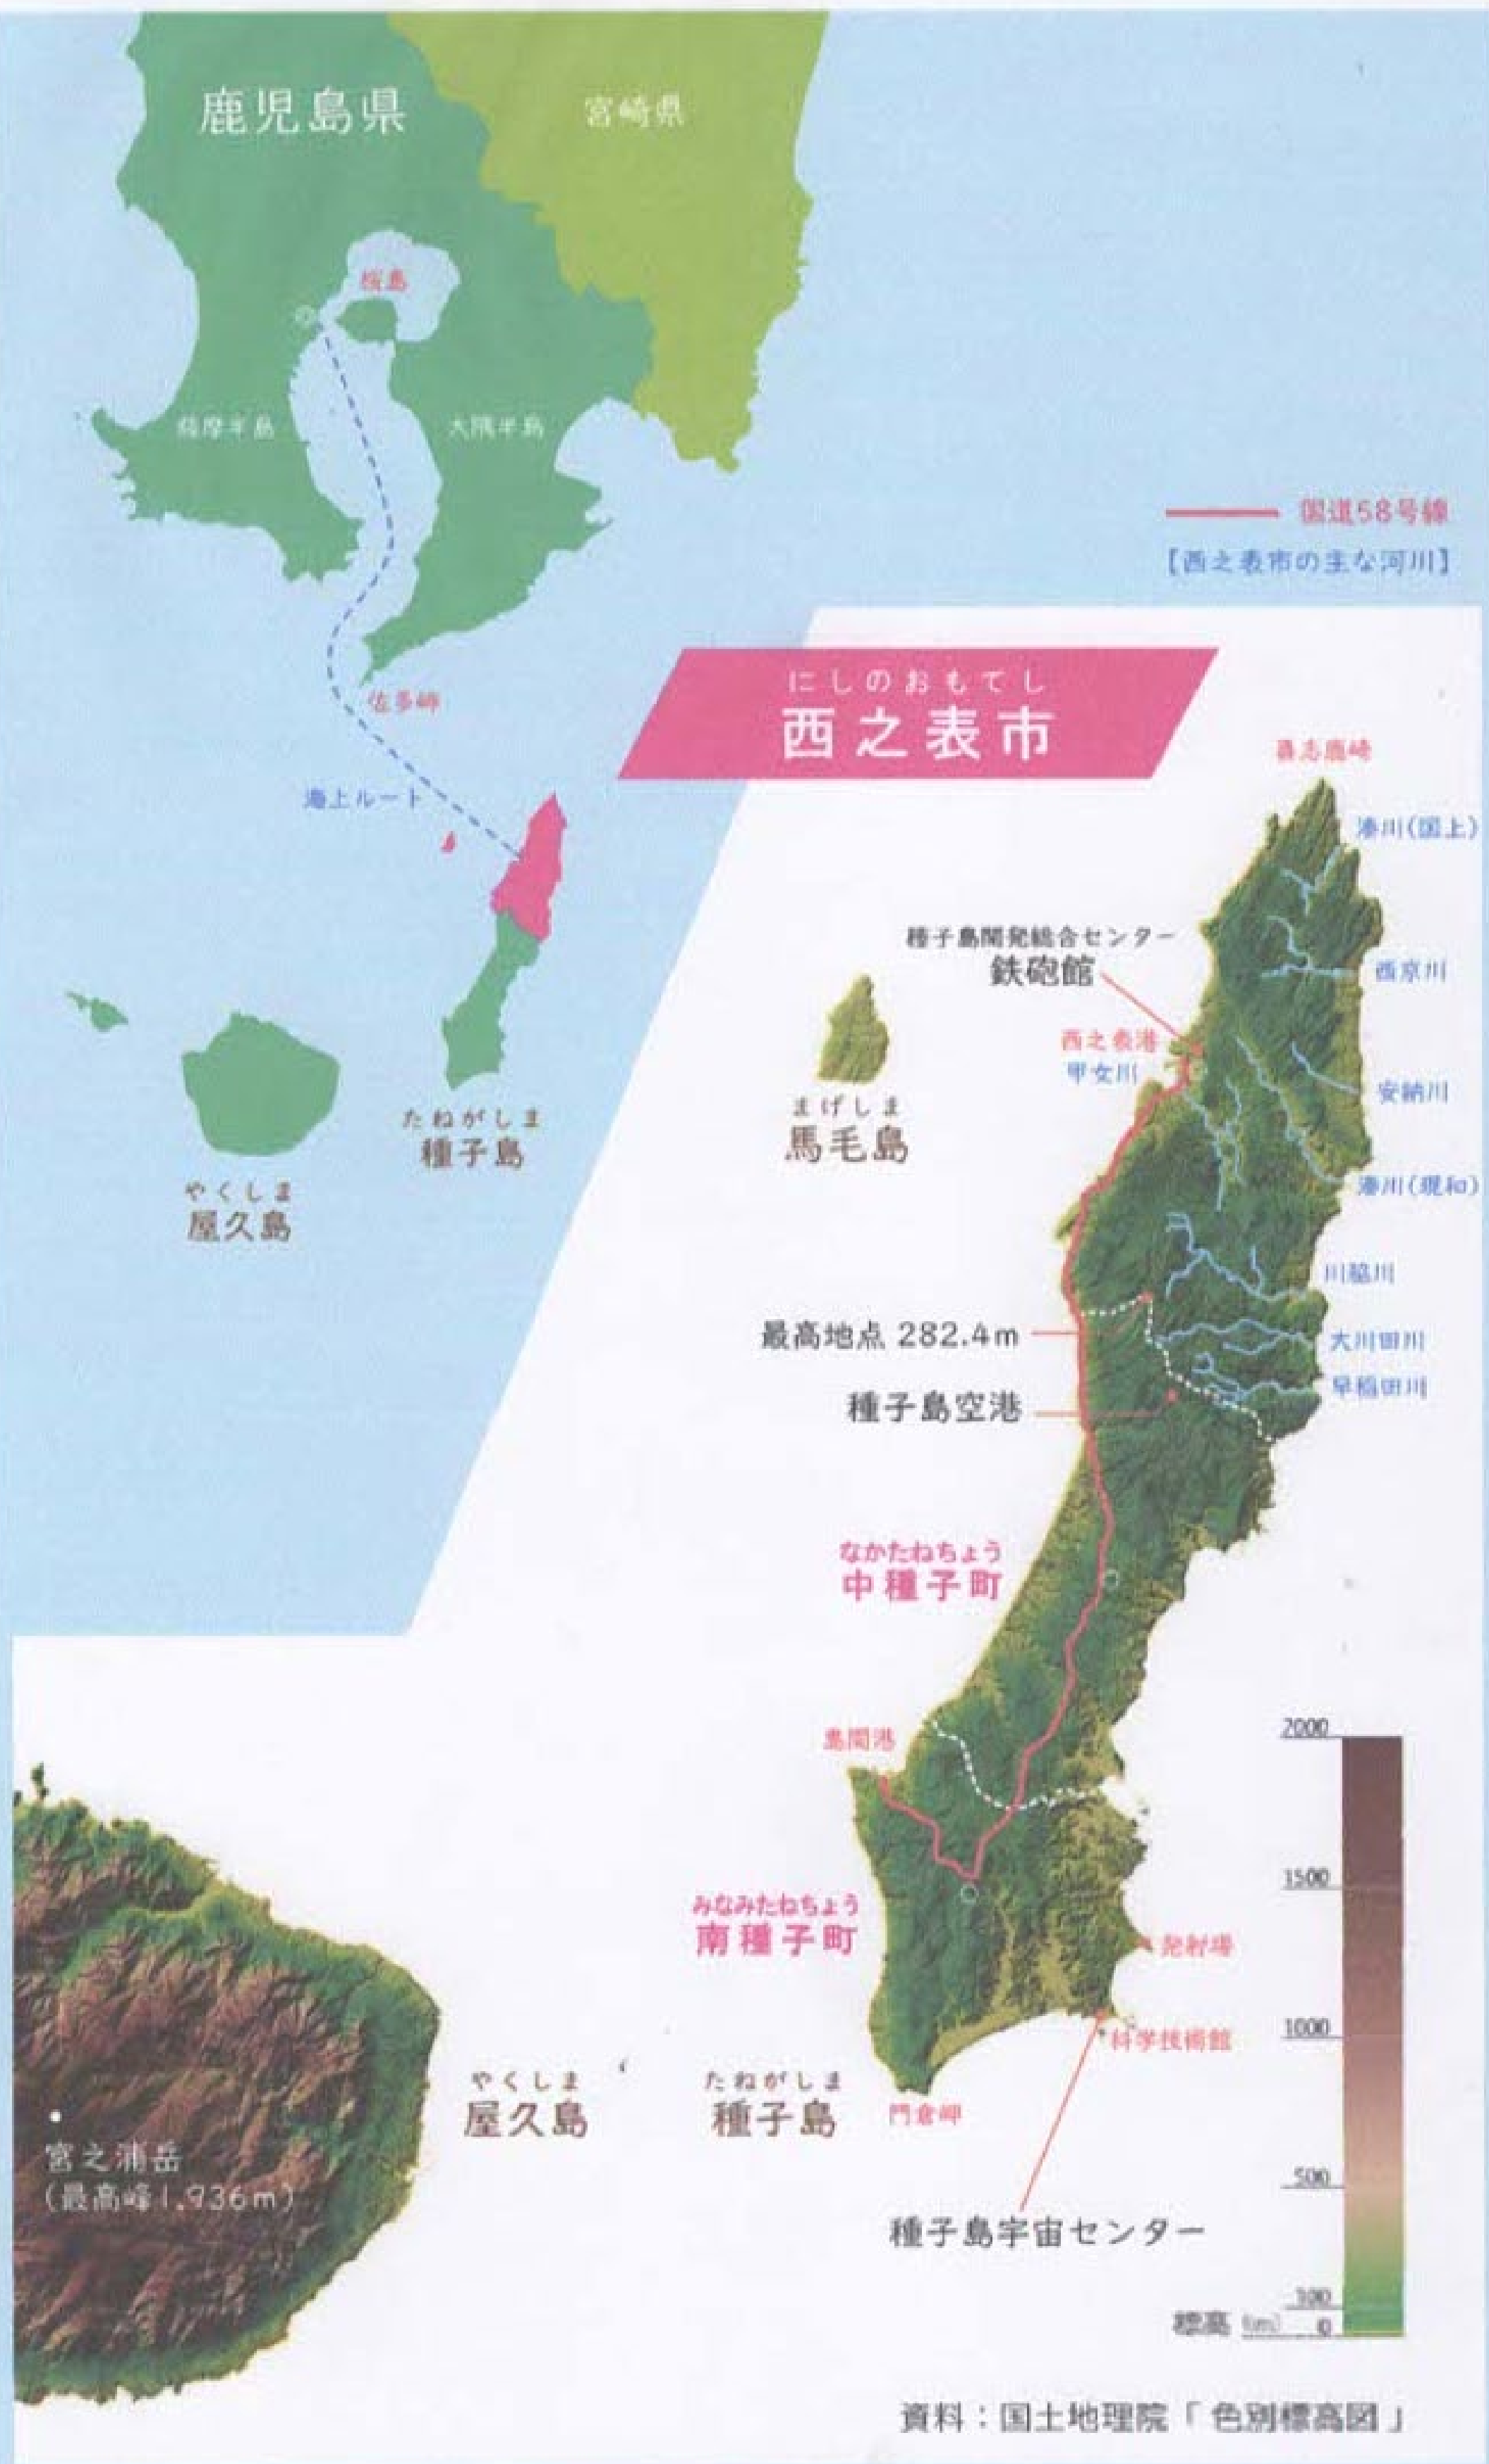 鹿児島県
宮崎県
桜島
薩摩半島
大隅半島
国道58号線
【西之表市の主な河川】
佐多岬
海上ルート
にしのおもてし
西之表市
喜志鹿崎
湊川(国上)
種子島開発総合センター
鉄砲館
西京川
西之表港
甲女川
安納川
まげしま
馬毛島
たねがしま
種子島
やくしま
屋久島
湊川(現和)
川脇川
最高地点 282.4m
大川田川
早稲田川
種子島空港
なかたねちょう
中種子町
島間港
2000
1500
みなみたねちょう
南種子町
発射場
1000
科学技術館
やくしま
屋久島
たねがしま
種子島
門倉岬
宮之浦岳
(最高峰1,936m)
500
種子島宇宙センター
100
標高 (m) 0
資料：国土地理院「 色別標高図 」